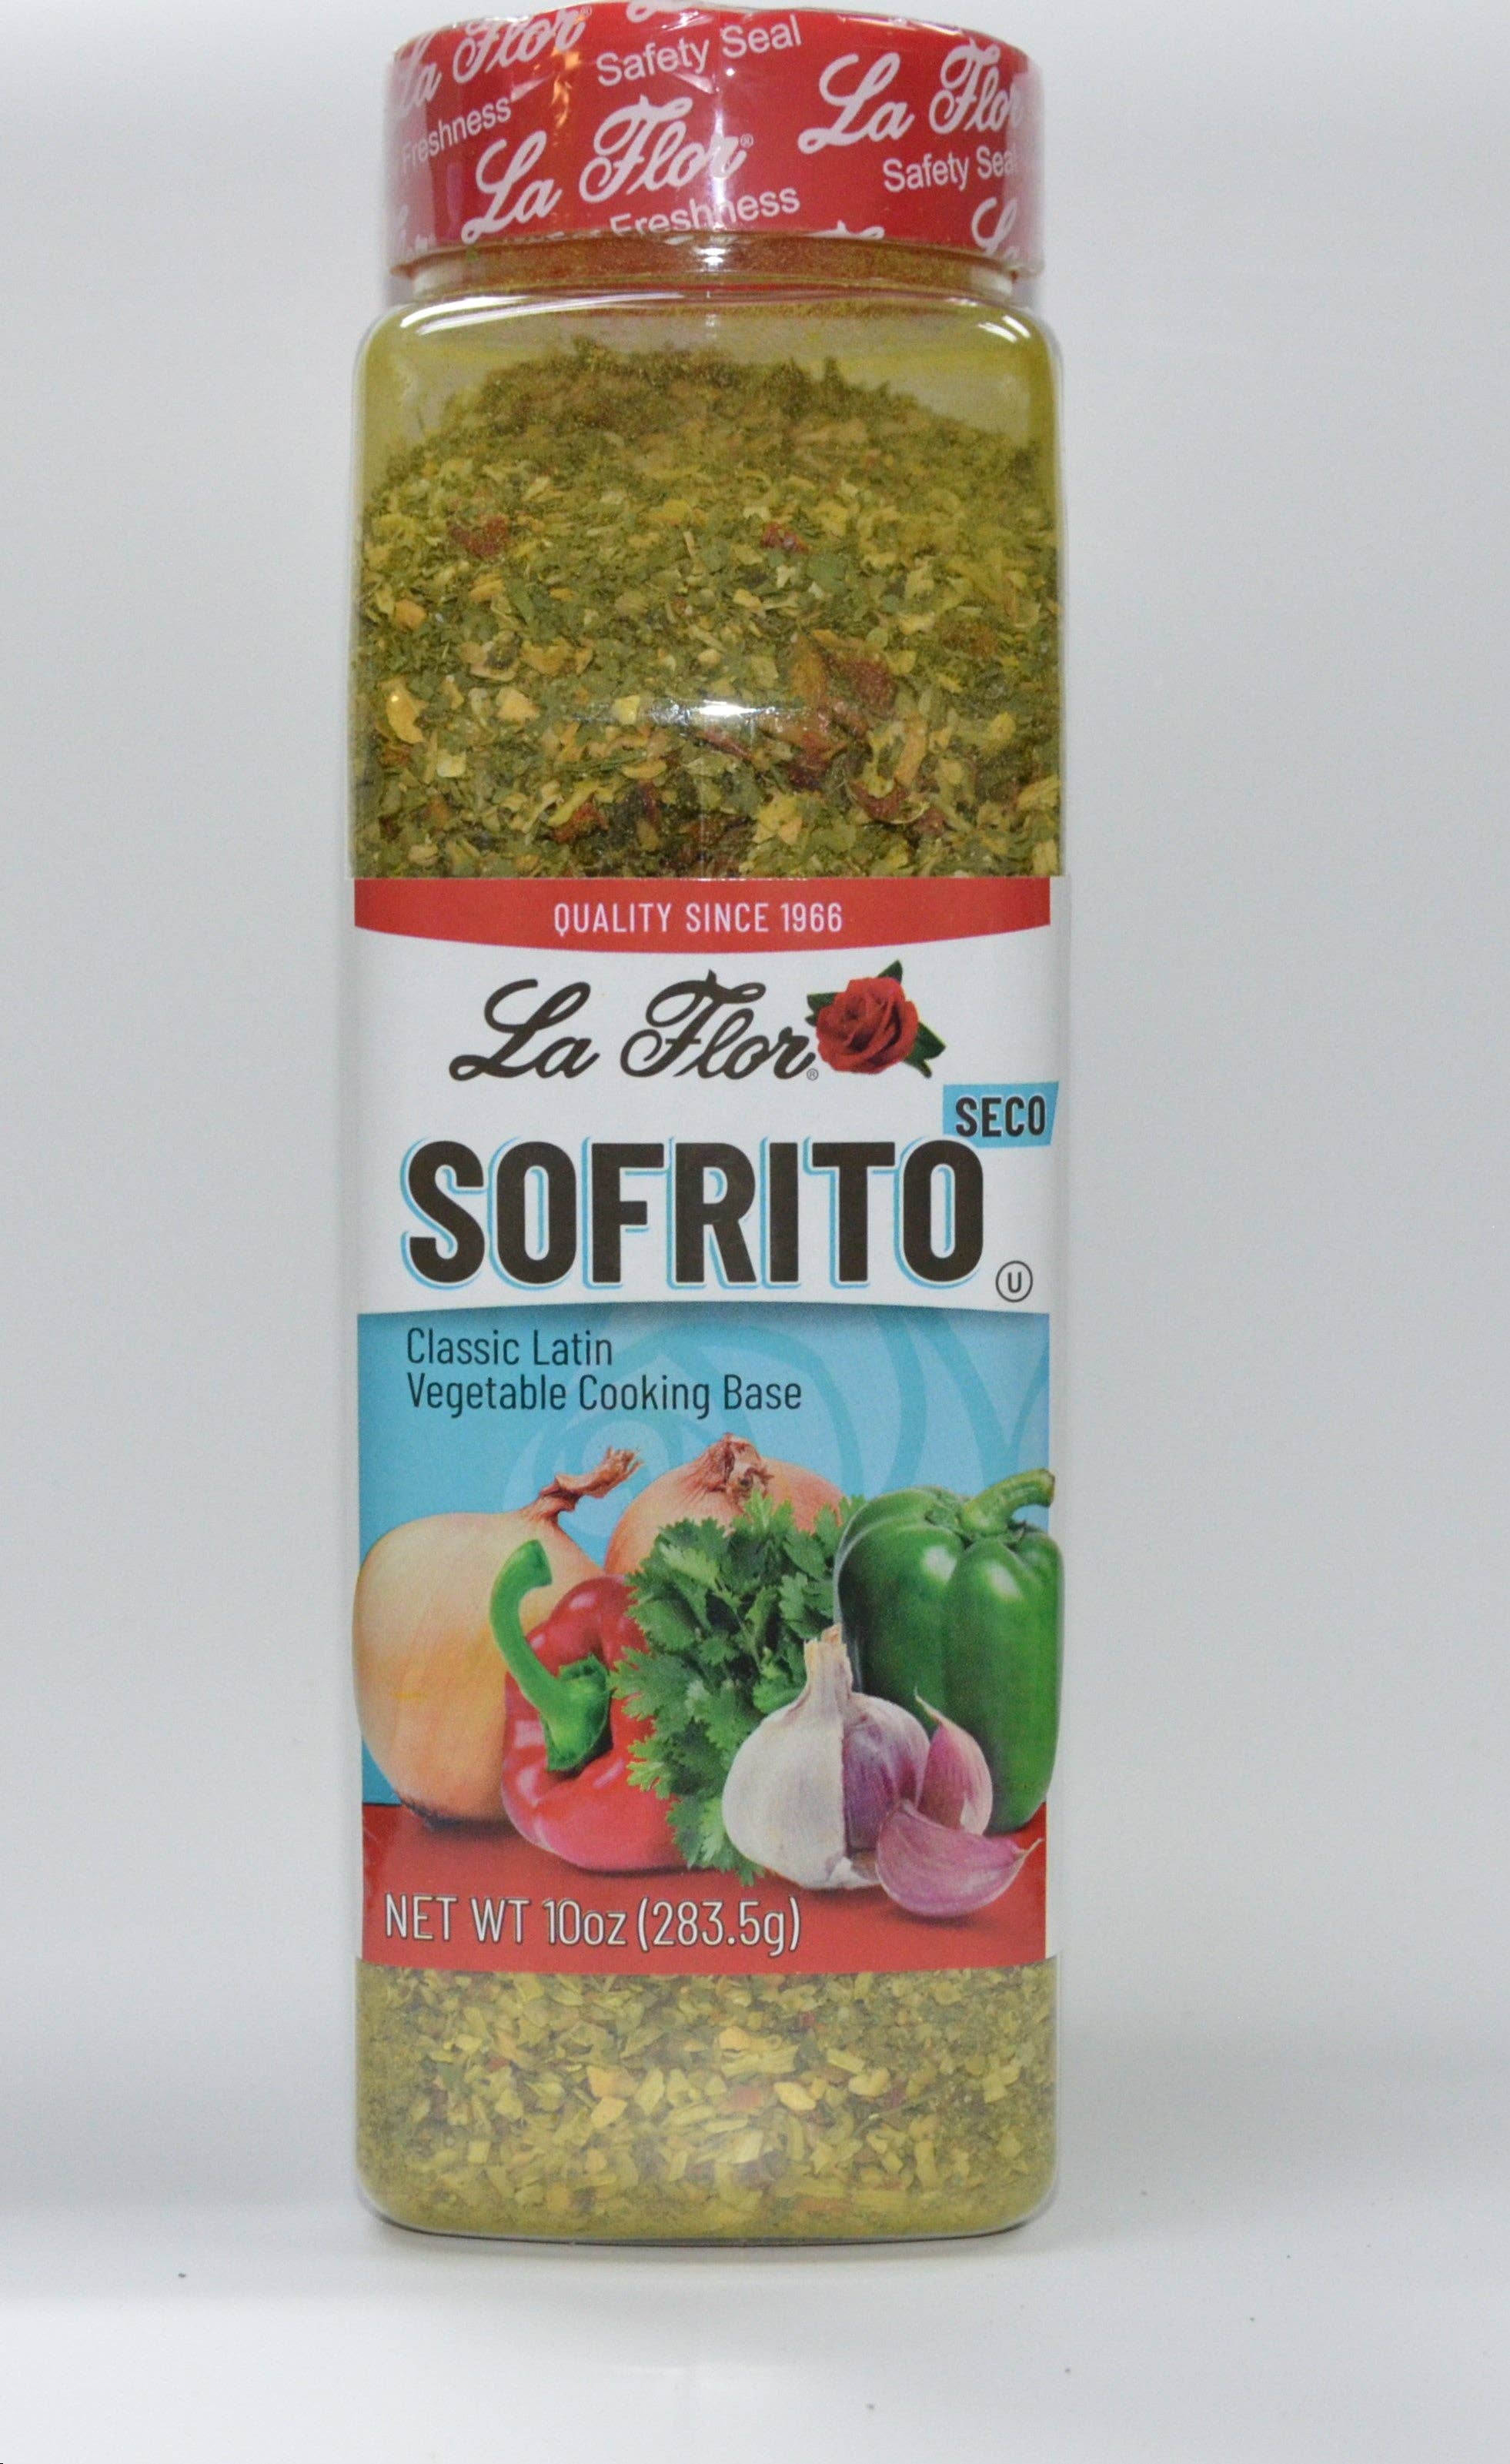 La Flor®
Safety Seal
La Flor
Freshness
La Flor®
Safety Seal
Freshness
QUALITY SINCE 1966
La Flor®
SECO
SOFRITO
U
Classic Latin
Vegetable Cooking Base
NET WT 10oz (283.5g)